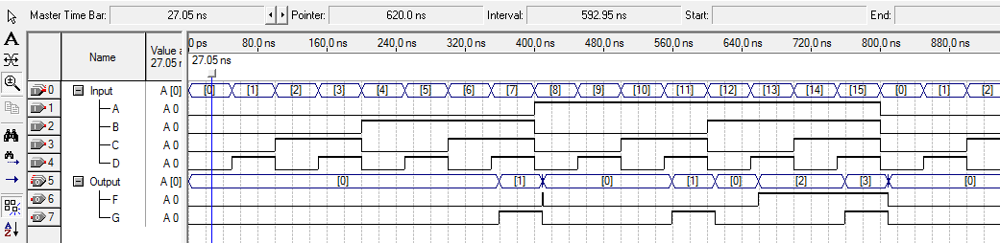 Master Time Bar: 27.05 ns Pointer: 620.0 ns Interval: 592.95 ns Start: End:
A
Name
Value a
27.05 n
0 ps 80.0 ns 160.0 ns 240.0 ns 320.0 ns 400.0 ns 480.0 ns 560.0 ns 640.0 ns 720.0 ns 800.0 ns 880.0 ns
27.05 ns
0 Input A [0] [0] [1] [2] [3] [4] [5] [6] [7] [8] [9] [10] [11] [12] [13] [14] [15] [0] [1] [2]
1 A A 0
2 B A 0
3 C A 0
4 D A 0
5 Output A [0] [0] [1] [0] [1] [0] [2] [3] [0]
6 F A 0
7 G A 0
A
Z